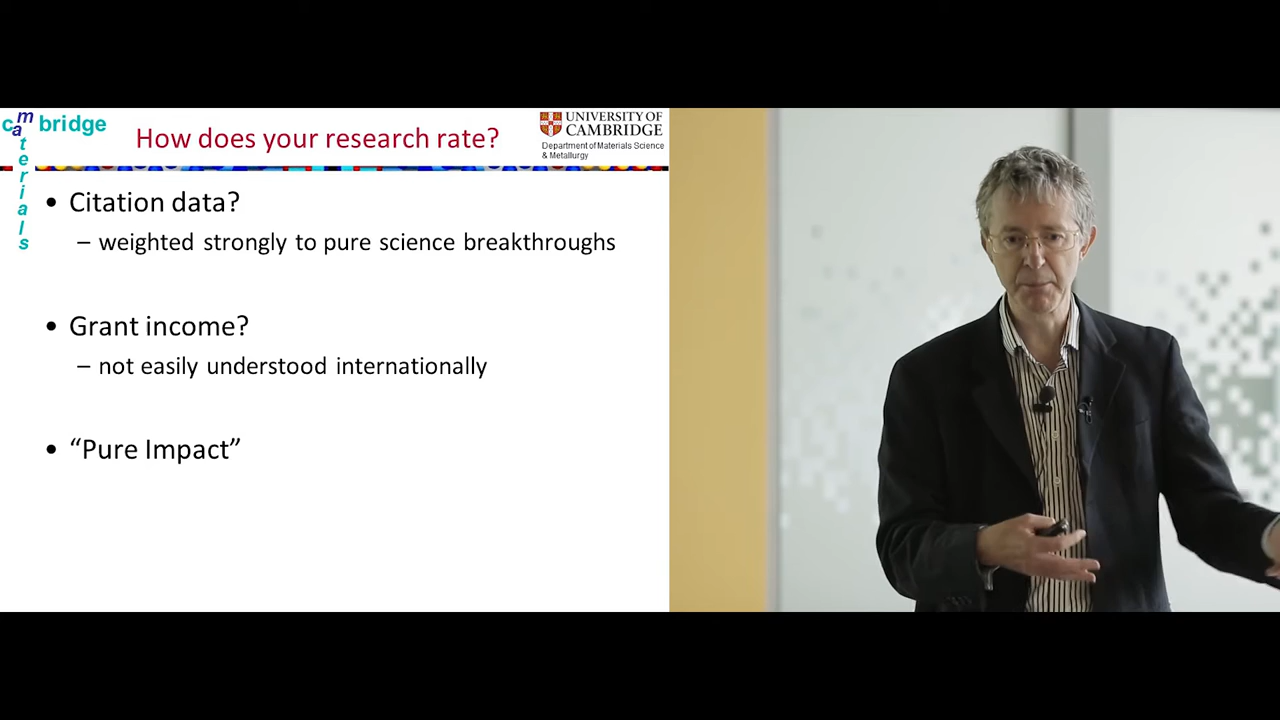 cambridge
materials
How does your research rate?
UNIVERSITY OF
CAMBRIDGE
Department of Materials Science
& Metallurgy
• Citation data?
– weighted strongly to pure science breakthroughs
• Grant income?
– not easily understood internationally
• “Pure Impact”